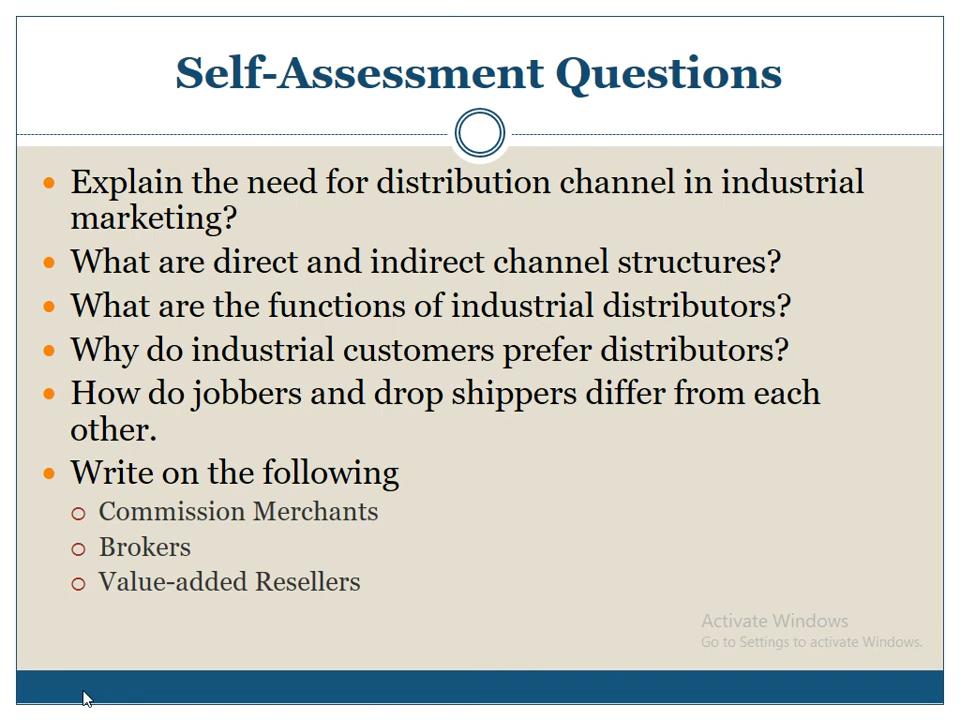 Self-Assessment Questions
Explain the need for distribution channel in industrial
marketing?
What are direct and indirect channel structures?
What are the functions of industrial distributors?
Why do industrial customers prefer distributors?
How do jobbers and drop shippers differ from each
other.
Write on the following
Commission Merchants
Brokers
Value-added Resellers
Activate Windows
Go to Settings to activate Windows.